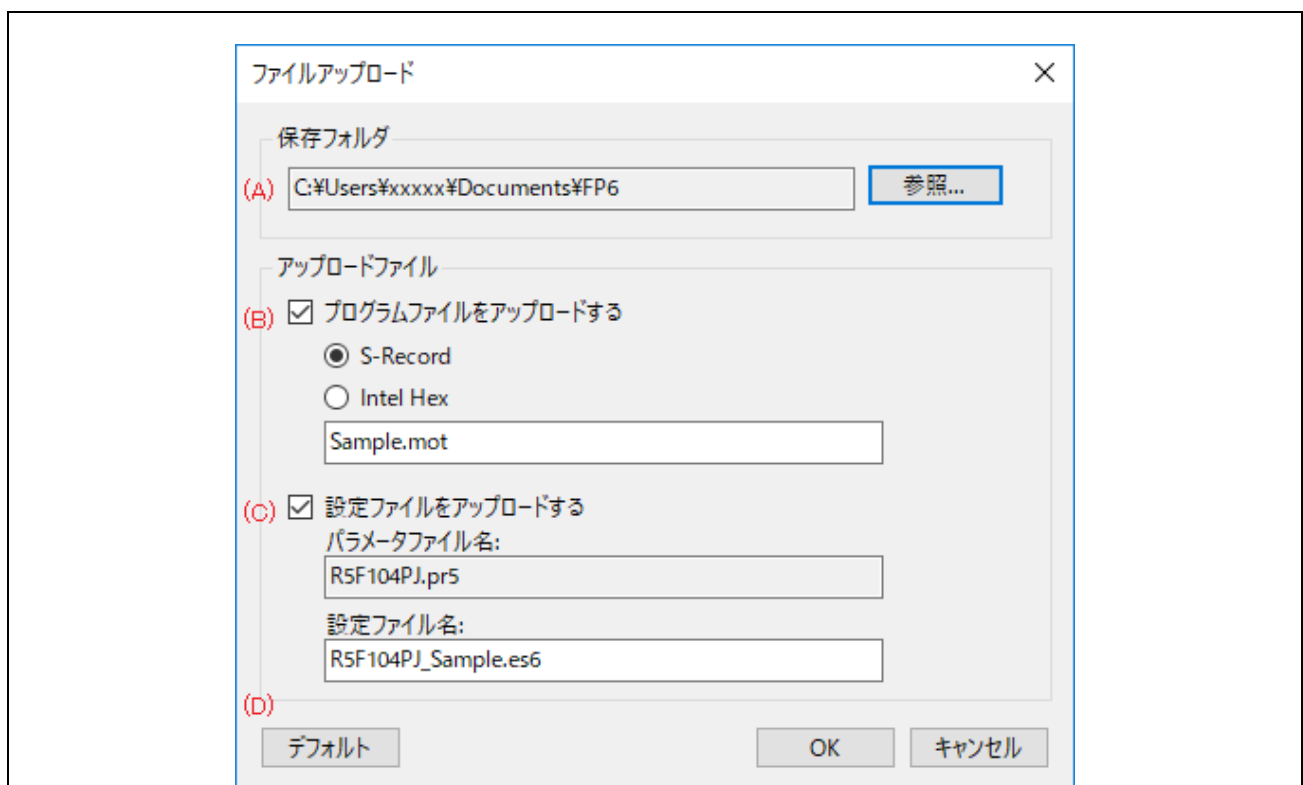 ファイルアップロード
保存フォルダ
(A) C:¥Users¥xxxxx¥Documents¥FP6 参照...
アップロードファイル
(B) プログラムファイルをアップロードする
S-Record
Intel Hex
Sample.mot
(C) 設定ファイルをアップロードする
パラメータファイル名:
R5F104PJ.pr5
設定ファイル名:
R5F104PJ_Sample.es6
(D)
デフォルト OK キャンセル